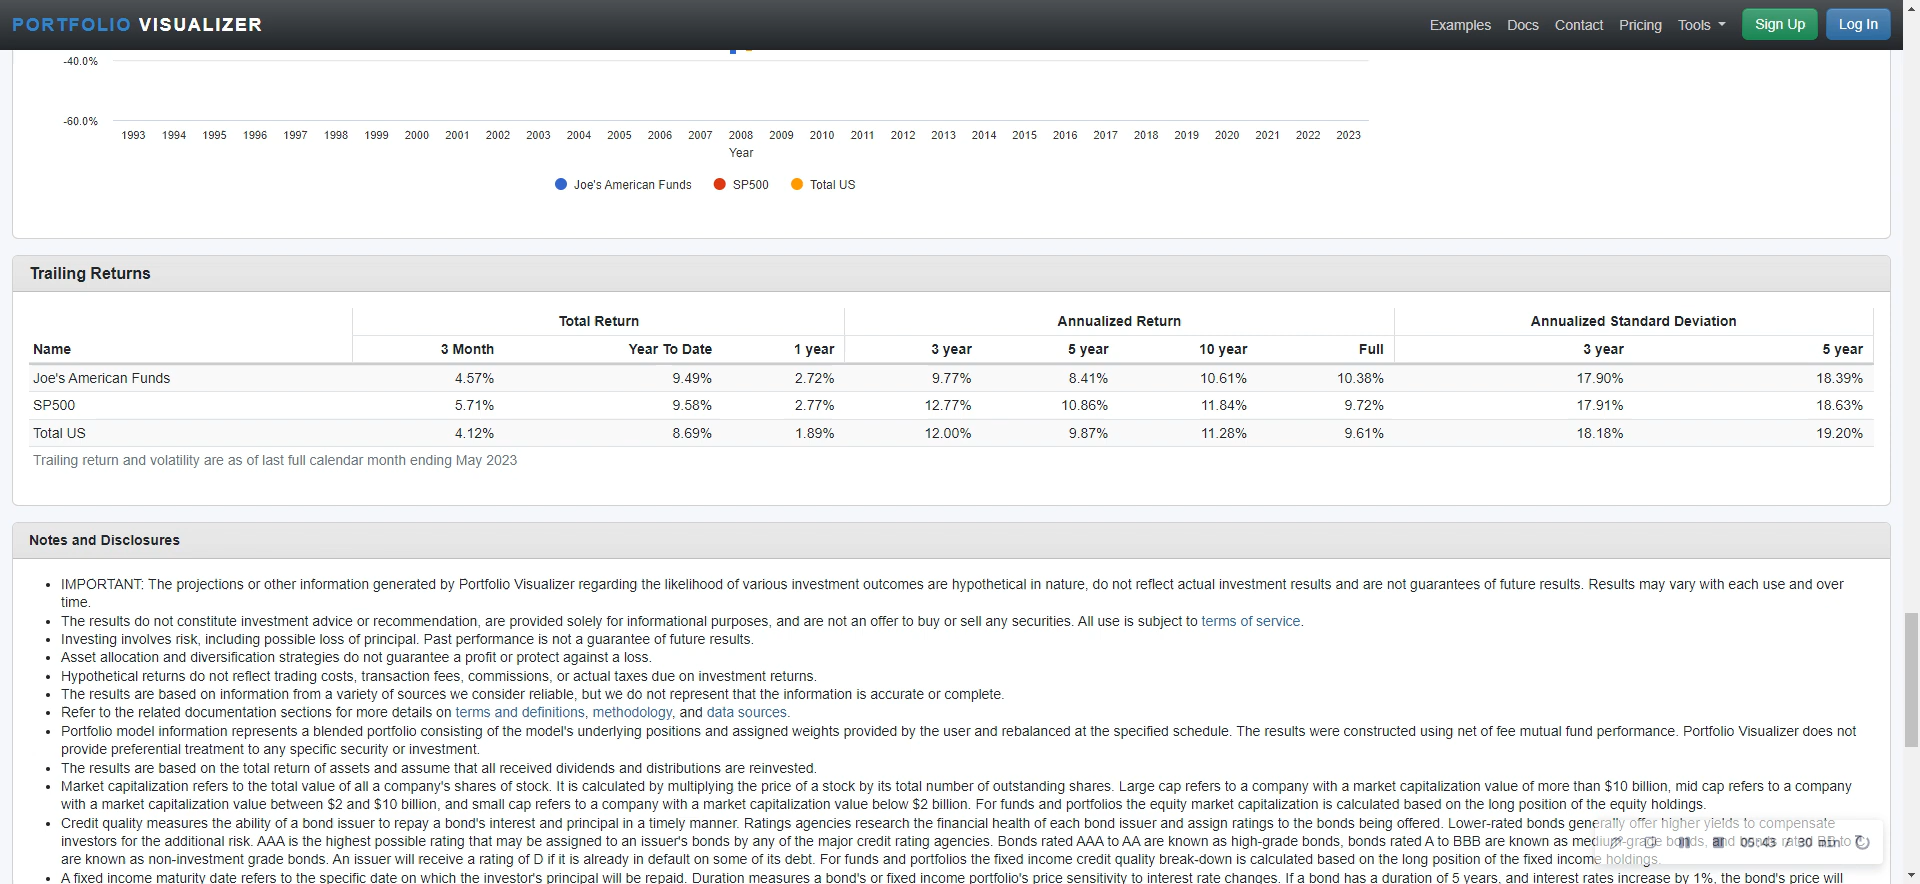 PORTFOLIO VISUALIZER
Examples Docs Contact Pricing Tools Sign Up Log In
-40.0%
-60.0%
1993 1994 1995 1996 1997 1998 1999 2000 2001 2002 2003 2004 2005 2006 2007 2008 2009 2010 2011 2012 2013 2014 2015 2016 2017 2018 2019 2020 2021 2022 2023
Year
Joe's American Funds SP500 Total US
Trailing Returns
Total Return Annualized Return Annualized Standard Deviation
Name 3 Month Year To Date 1 year 3 year 5 year 10 year Full 3 year 5 year
Joe's American Funds 4.57% 9.49% 2.72% 9.77% 8.41% 10.61% 10.38% 17.90% 18.39%
SP500 5.71% 9.58% 2.77% 12.77% 10.86% 11.84% 9.72% 17.91% 18.63%
Total US 4.12% 8.69% 1.89% 12.00% 9.87% 11.28% 9.61% 18.18% 19.20%
Trailing return and volatility are as of last full calendar month ending May 2023
Notes and Disclosures
• IMPORTANT: The projections or other information generated by Portfolio Visualizer regarding the likelihood of various investment outcomes are hypothetical in nature, do not reflect actual investment results and are not guarantees of future results. Results may vary with each use and over
time.
• The results do not constitute investment advice or recommendation, are provided solely for informational purposes, and are not an offer to buy or sell any securities. All use is subject to terms of service.
• Investing involves risk, including possible loss of principal. Past performance is not a guarantee of future results.
• Asset allocation and diversification strategies do not guarantee a profit or protect against a loss.
• Hypothetical returns do not reflect trading costs, transaction fees, commissions, or actual taxes due on investment returns.
• The results are based on information from a variety of sources we consider reliable, but we do not represent that the information is accurate or complete.
• Refer to the related documentation sections for more details on terms and definitions, methodology, and data sources.
• Portfolio model information represents a blended portfolio consisting of the model's underlying positions and assigned weights provided by the user and rebalanced at the specified schedule. The results were constructed using net of fee mutual fund performance. Portfolio Visualizer does not
provide preferential treatment to any specific security or investment.
• The results are based on the total return of assets and assume that all received dividends and distributions are reinvested.
• Market capitalization refers to the total value of all a company's shares of stock. It is calculated by multiplying the price of a stock by its total number of outstanding shares. Large cap refers to a company with a market capitalization value of more than $10 billion, mid cap refers to a company
with a market capitalization value between $2 and $10 billion, and small cap refers to a company with a market capitalization value below $2 billion. For funds and portfolios the equity market capitalization is calculated based on the long position of the equity holdings.
• Credit quality measures the ability of a bond issuer to repay a bond's interest and principal in a timely manner. Ratings agencies research the financial health of each bond issuer and assign ratings to the bonds being offered. Lower-rated bonds generally offer higher yields to compensate
investors for the additional risk. AAA is the highest possible rating that may be assigned to an issuer's bonds by any of the major credit rating agencies. Bonds rated AAA to AA are known as high-grade bonds, bonds rated A to BBB are known as medium-grade bonds, and bonds rated BB to
05:43 / 30 min
are known as non-investment grade bonds. An issuer will receive a rating of D if it is already in default on some of its debt. For funds and portfolios the fixed income credit quality break-down is calculated based on the long position of the fixed income holdings.
• A fixed income maturity date refers to the specific date on which the investor's principal will be repaid. Duration measures a bond's or fixed income portfolio's price sensitivity to interest rate changes. If a bond has a duration of 5 years, and interest rates increase by 1%, the bond's price will